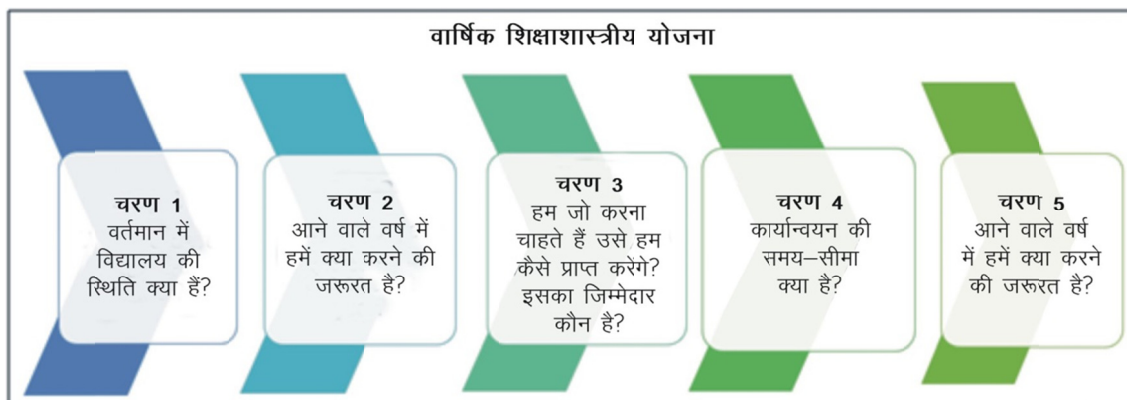 वार्षिक शिक्षाशास्त्रीय योजना
चरण 1
वर्तमान में
विद्यालय की
स्थिति क्या हैं?
चरण 2
आने वाले वर्ष में
हमें क्या करने की
जरूरत है?
चरण 3
हम जो करना
चाहते हैं उसे हम
कैसे प्राप्त करेंगे?
इसका जिम्मेदार
कौन है?
चरण 4
कार्यान्वयन की
समय–सीमा
क्या है?
चरण 5
आने वाले वर्ष
में हमें क्या करने
की जरूरत है?